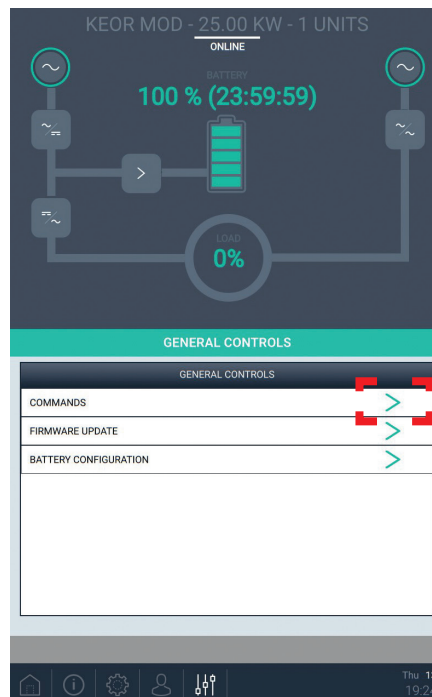 KEOR MOD - 25.00 KW - 1 UNITS
ONLINE
BATTERY
100 % (23:59:59)
LOAD
0%
GENERAL CONTROLS
GENERAL CONTROLS
COMMANDS
FIRMWARE UPDATE
BATTERY CONFIGURATION
Thu